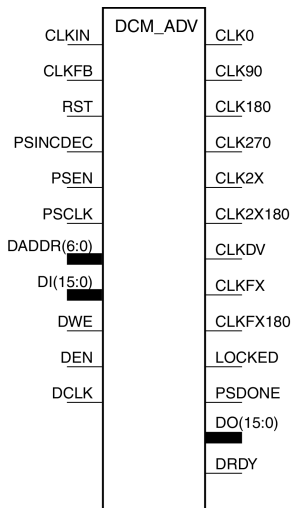 DCM_ADV
CLKIN
CLKFB
RST
PSINCDEC
PSEN
PSCLK
DADDR(6:0)
DI(15:0)
DWE
DEN
DCLK
CLK0
CLK90
CLK180
CLK270
CLK2X
CLK2X180
CLKDV
CLKFX
CLKFX180
LOCKED
PSDONE
DO(15:0)
DRDY